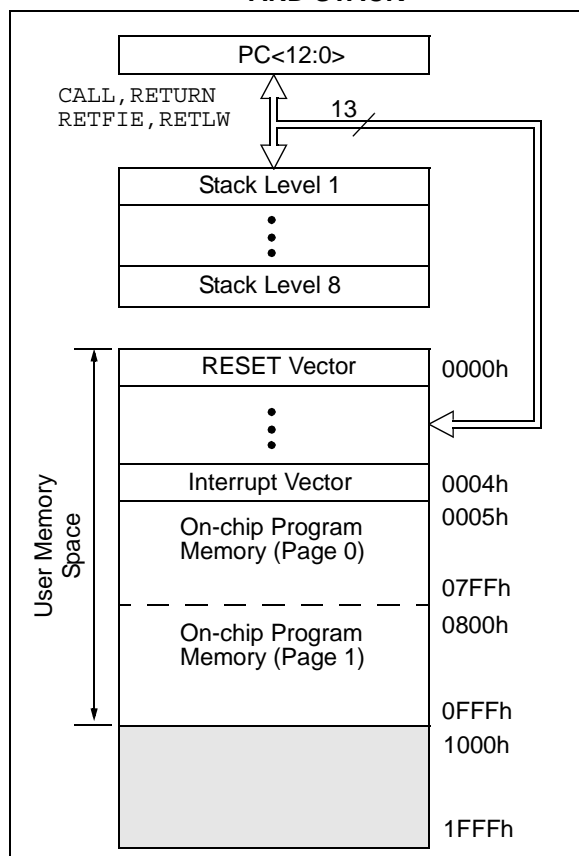 PC<12:0>
CALL,RETURN
RETFIE,RETLW
13
Stack Level 1
Stack Level 8
RESET Vector
0000h
Interrupt Vector
0004h
0005h
On-chip Program
Memory (Page 0)
07FFh
0800h
On-chip Program
Memory (Page 1)
0FFFh
1000h
1FFFh
User Memory
Space